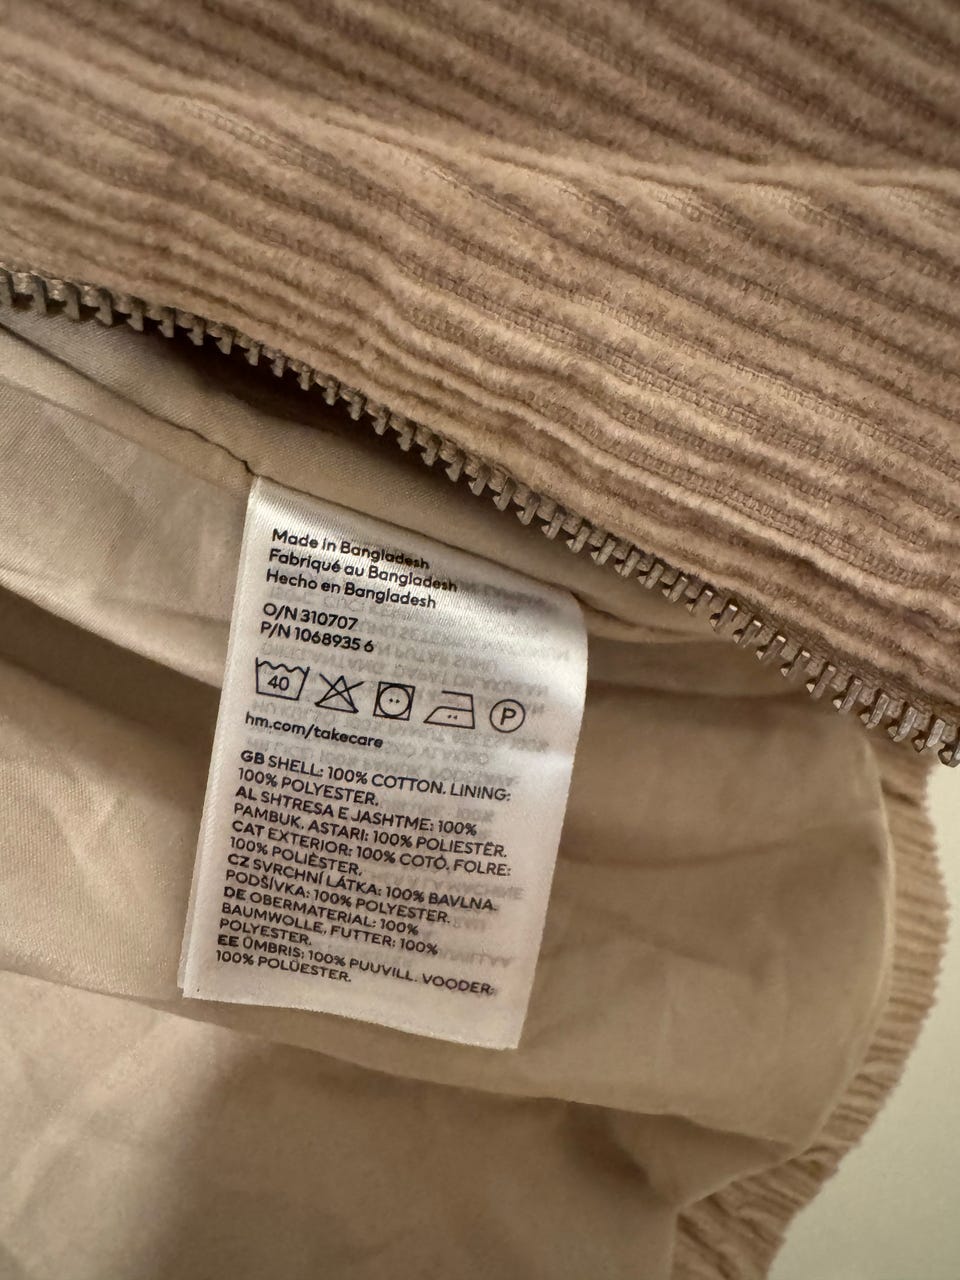 Made in Bangladesh
Fabriqué au Bangladesh
Hecho en Bangladesh
O/N 310707
P/N 1068935 6
40
P
hm.com/takecare
GB SHELL: 100% COTTON. LINING:
100% POLYESTER.
AL SHTRESA E JASHTME: 100%
PAMBUK. ASTARI: 100% POLIESTËR.
CAT EXTERIOR: 100% COTÓ. FOLRE:
100% POLIÈSTER.
CZ SVRCHNÍ LÁTKA: 100% BAVLNA.
PODŠÍVKA: 100% POLYESTER.
DE OBERMATERIAL: 100%
BAUMWOLLE. FUTTER: 100%
POLYESTER.
EE ÜMBRIS: 100% PUUVILL. VOODER:
100% POLÜESTER.